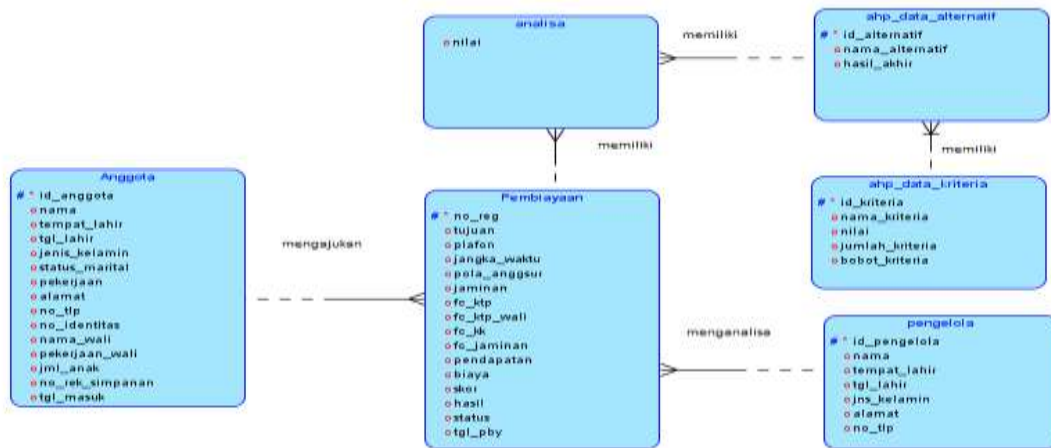 analisa
nilai
memiliki
ahp_data_alternatif
# * id_alternatif
nama_alternatif
hasil_akhir
memiliki
memiliki
Anggota
# * id_anggota
nama
tempat_lahir
tgl_lahir
jenis_kelamin
status_marital
pekerjaan
alamat
no_tlp
no_identitas
nama_wali
pekerjaan_wali
jml_anak
no_rek_simpanan
tgl_masuk
mengajukan
Pembiayaan
# * no_reg
tujuan
plafon
jangka_waktu
pola_anggsur
jaminan
fc_ktp
fc_ktp_wali
fc_kk
fc_jaminan
pendapatan
biaya
skor
hasil
status
tgl_pby
ahp_data_kriteria
# * id_kriteria
nama_kriteria
nilai
jumlah_kriteria
bobot_kriteria
menganalisa
pengelola
# * id_pengelola
nama
tempat_lahir
tgl_lahir
jns_kelamin
alamat
no_tlp